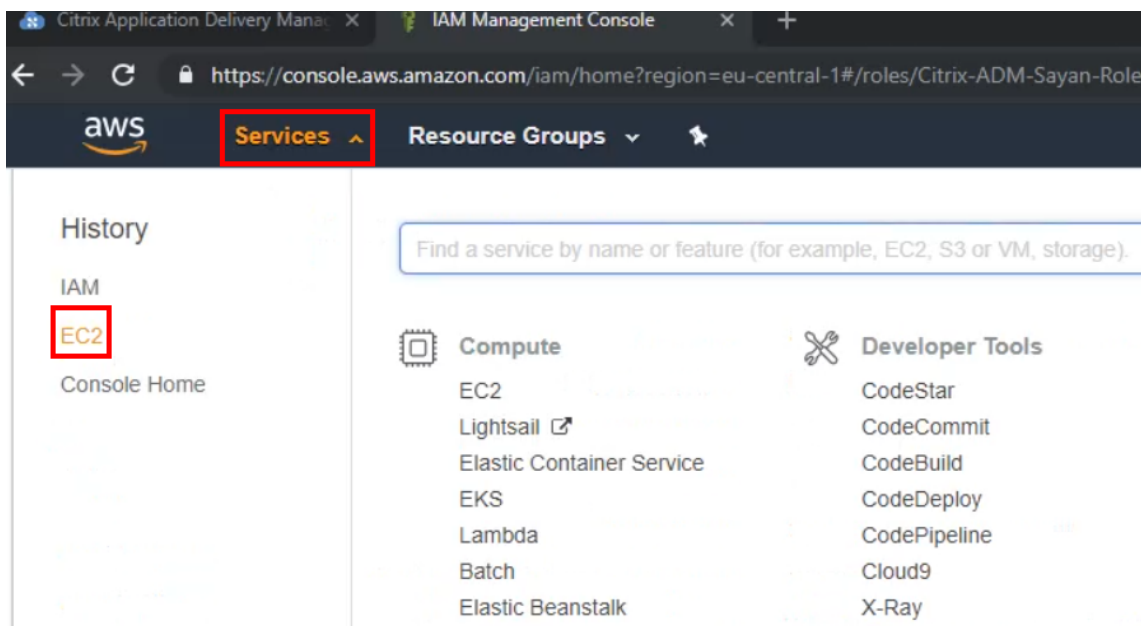 Citrix Application Delivery Manag
IAM Management Console
https://console.aws.amazon.com/iam/home?region=eu-central-1#/roles/Citrix-ADM-Sayan-Role
aws
Services
Resource Groups
History
IAM
EC2
Console Home
Find a service by name or feature (for example, EC2, S3 or VM, storage).
Compute
EC2
Lightsail
Elastic Container Service
EKS
Lambda
Batch
Elastic Beanstalk
Developer Tools
CodeStar
CodeCommit
CodeBuild
CodeDeploy
CodePipeline
Cloud9
X-Ray